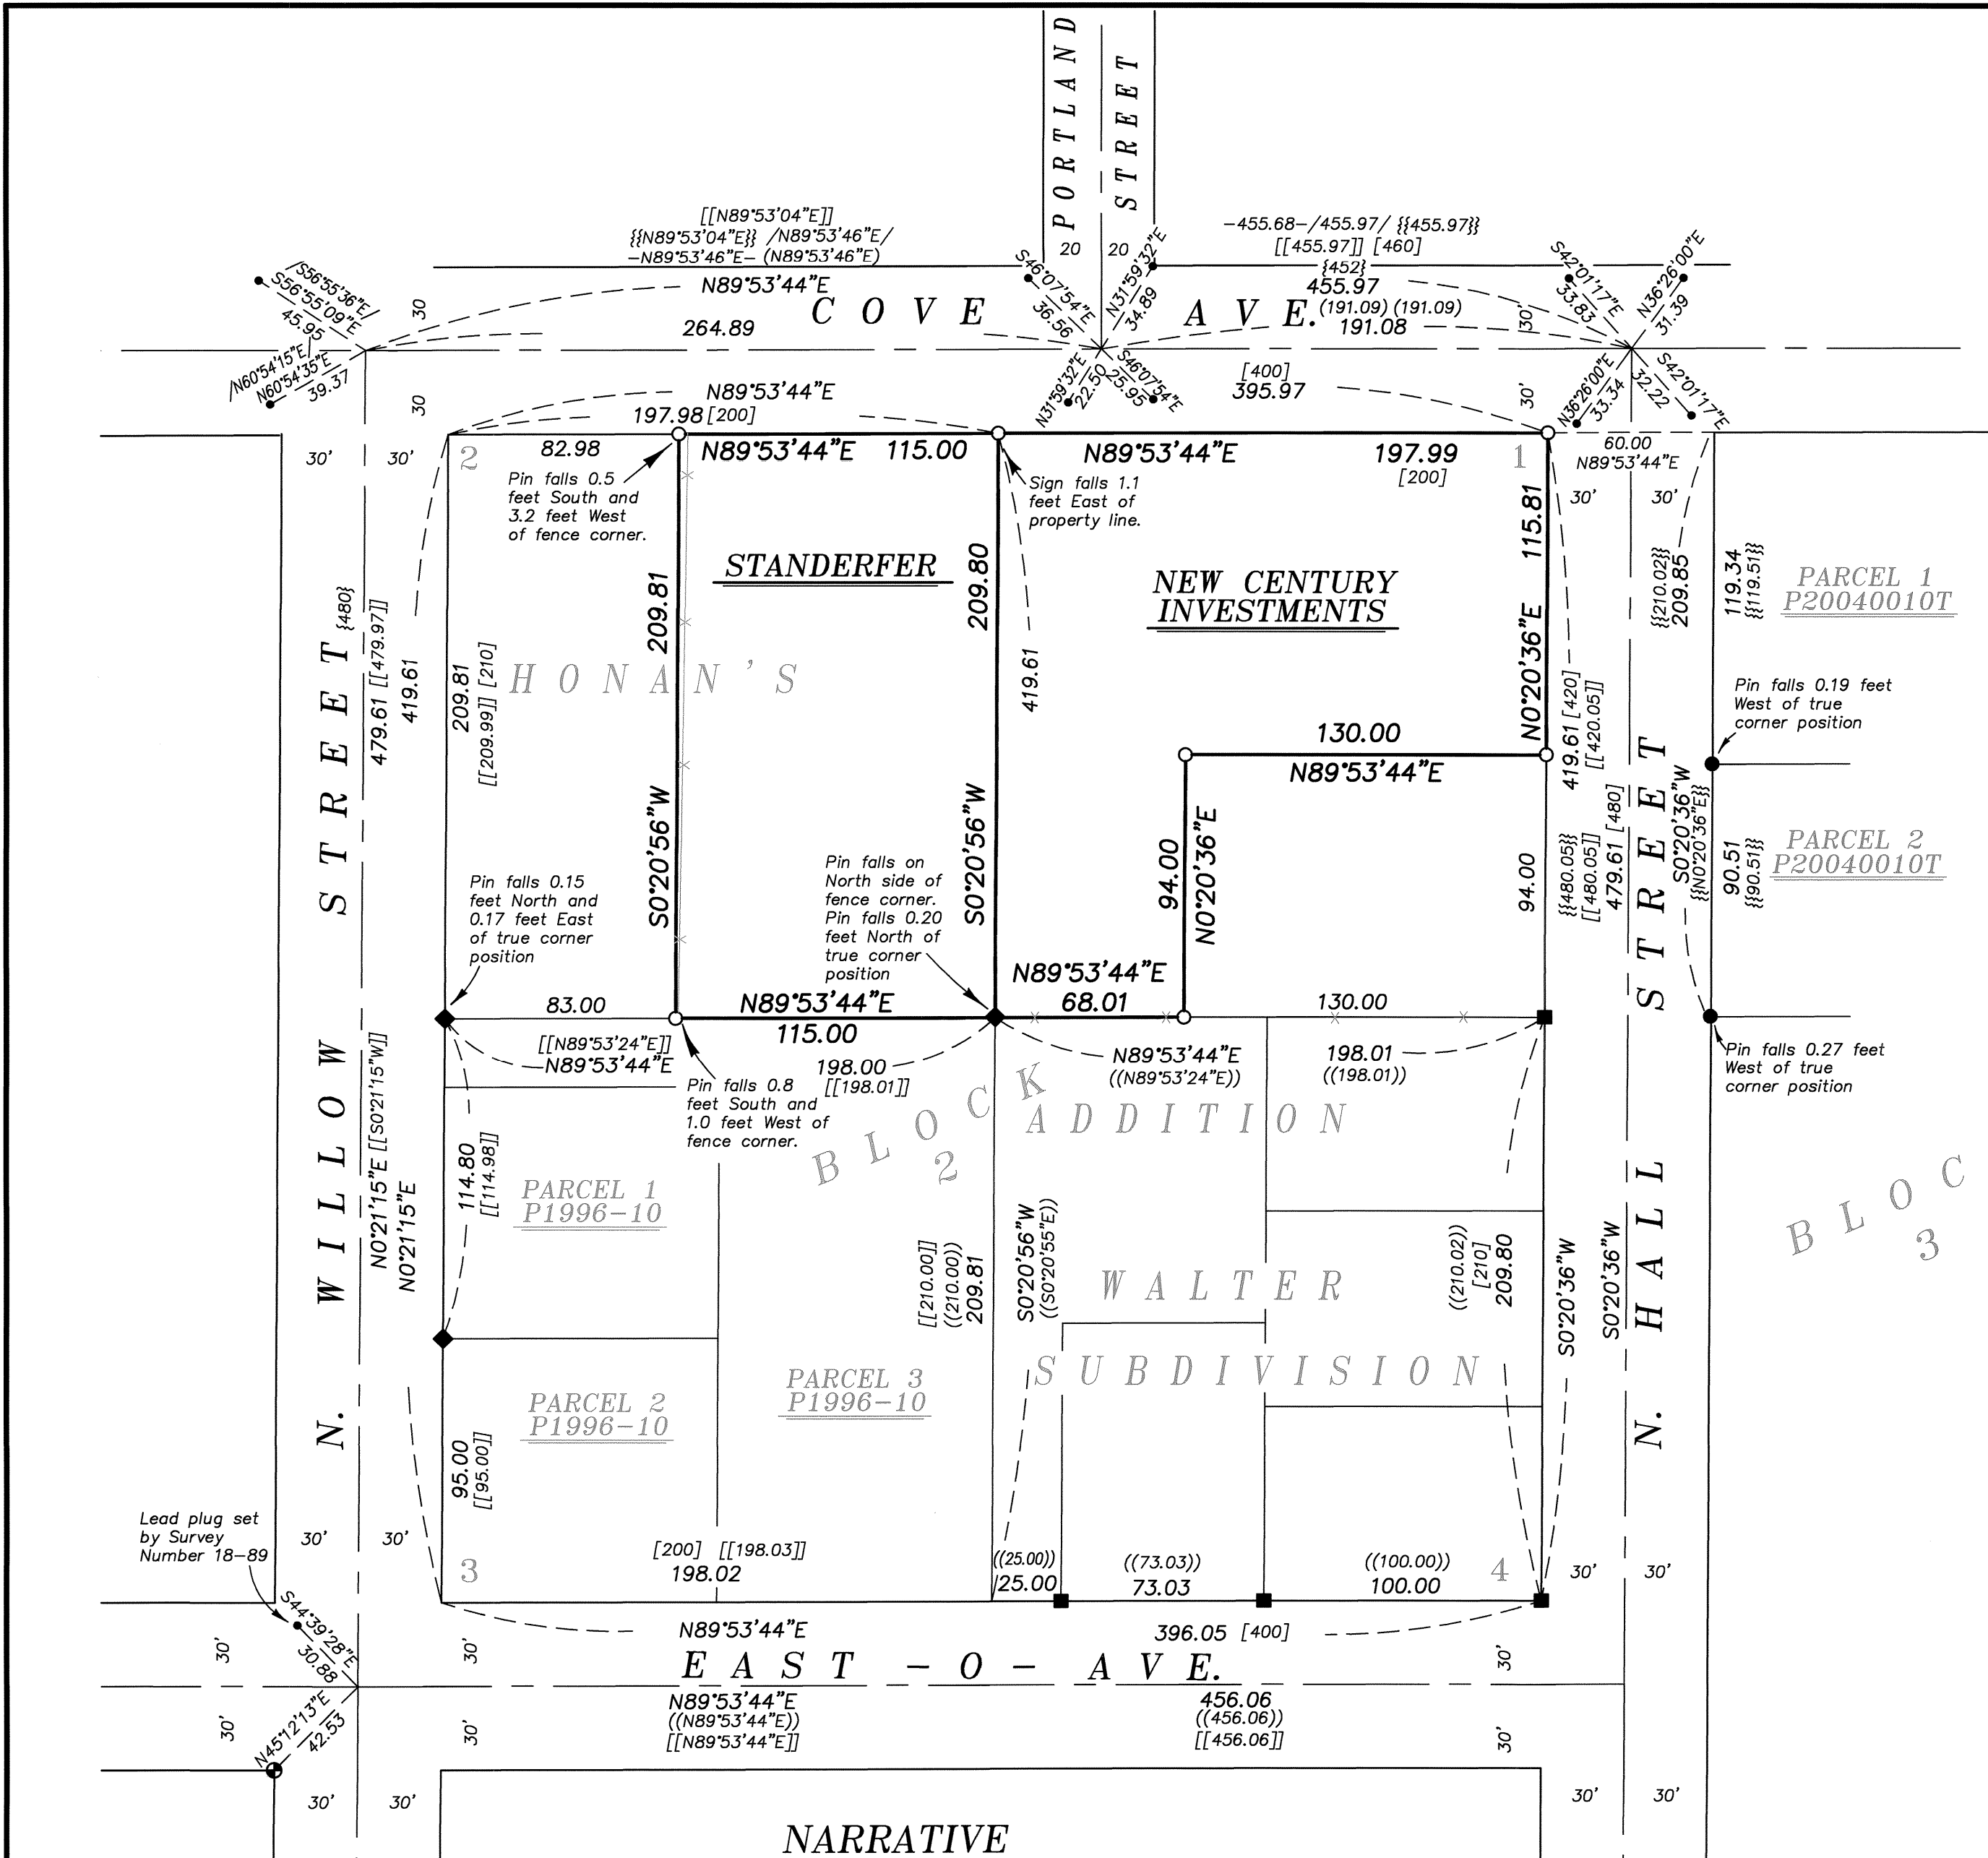 PORTLAND
STREET
20 20
[[N89°53'04"E]]
{{N89°53'04"E}} /N89°53'46"E/
-N89°53'46"E- (N89°53'46"E)
N89°53'44"E
-455.68-/455.97/ {{455.97}}
[[455.97]] [460]
{452}
455.97
(191.09) (191.09)
191.08
COVE AVE.
264.89
/S56°55'36"E/
S56°55'09"E
45.95
/N60°54'15"E/
N60°54'35"E
39.37
30
30
S46°07'54"E
36.56
N31°59'32"E
34.89
N31°59'32"E
22.50
S46°07'54"E
25.95
S42°01'17"E
33.83
N36°26'00"E
31.39
N36°26'00"E
33.34
S42°01'17"E
32.22
30'
30'
N89°53'44"E
197.98 [200]
[400]
395.97
30' 30'
2
82.98
N89°53'44"E 115.00
N89°53'44"E 197.99
[200]
1
60.00
N89°53'44"E
30' 30'
Pin falls 0.5
feet South and
3.2 feet West
of fence corner.
Sign falls 1.1
feet East of
property line.
STANDERFER
NEW CENTURY
INVESTMENTS
209.81
S0°20'56"W
209.80
S0°20'56"W
419.61
115.81
N0°20'36"E
130.00
N89°53'44"E
94.00
N0°20'36"E
94.00
HONAN'S
N. WILLOW STREET
{480}
479.61 [[479.97]]
419.61
209.81
[[209.99]] [210]
419.61 [420]
[[420.05]]
{{480.05}}
[[480.05]]
479.61 [480]
N. HALL STREET
{{210.02}}
209.85
S0°20'36"W
{{N0°20'36"E}}
119.34
{{119.51}}
PARCEL 1
P20040010T
Pin falls 0.19 feet
West of true
corner position
90.51
{{90.51}}
PARCEL 2
P20040010T
Pin falls 0.27 feet
West of true
corner position
Pin falls 0.15
feet North and
0.17 feet East
of true corner
position
Pin falls on
North side of
fence corner.
Pin falls 0.20
feet North of
true corner
position
83.00
[[N89°53'24"E]]
N89°53'44"E
N89°53'44"E
115.00
198.00
[[198.01]]
N89°53'44"E
68.01
130.00
N89°53'44"E
((N89°53'24"E))
198.01
((198.01))
Pin falls 0.8
feet South and
1.0 feet West of
fence corner.
BLOCK
2
ADDITION
WALTER
SUBDIVISION
BLOC
3
N0°21'15"E [[S0°21'15"W]]
N0°21'15"E
114.80
[[114.98]]
PARCEL 1
P1996-10
PARCEL 2
P1996-10
PARCEL 3
P1996-10
[[210.00]]
((210.00))
209.81
S0°20'56"W
((S0°20'55"E))
((210.02))
[210]
209.80
S0°20'36"W
S0°20'36"W
95.00
[[95.00]]
Lead plug set
by Survey
Number 18-89
30' 30'
3
[200] [[198.03]]
198.02
((25.00))
25.00
((73.03))
73.03
((100.00))
100.00
4
30' 30'
S44°39'28"E
30.88
30'
30'
N89°53'44"E
396.05 [400]
30'
EAST -O- AVE.
N89°53'44"E
((N89°53'44"E))
[[N89°53'44"E]]
456.06
((456.06))
[[456.06]]
30'
30'
30'
N45°12'13"E
42.53
30' 30'
30' 30'
NARRATIVE